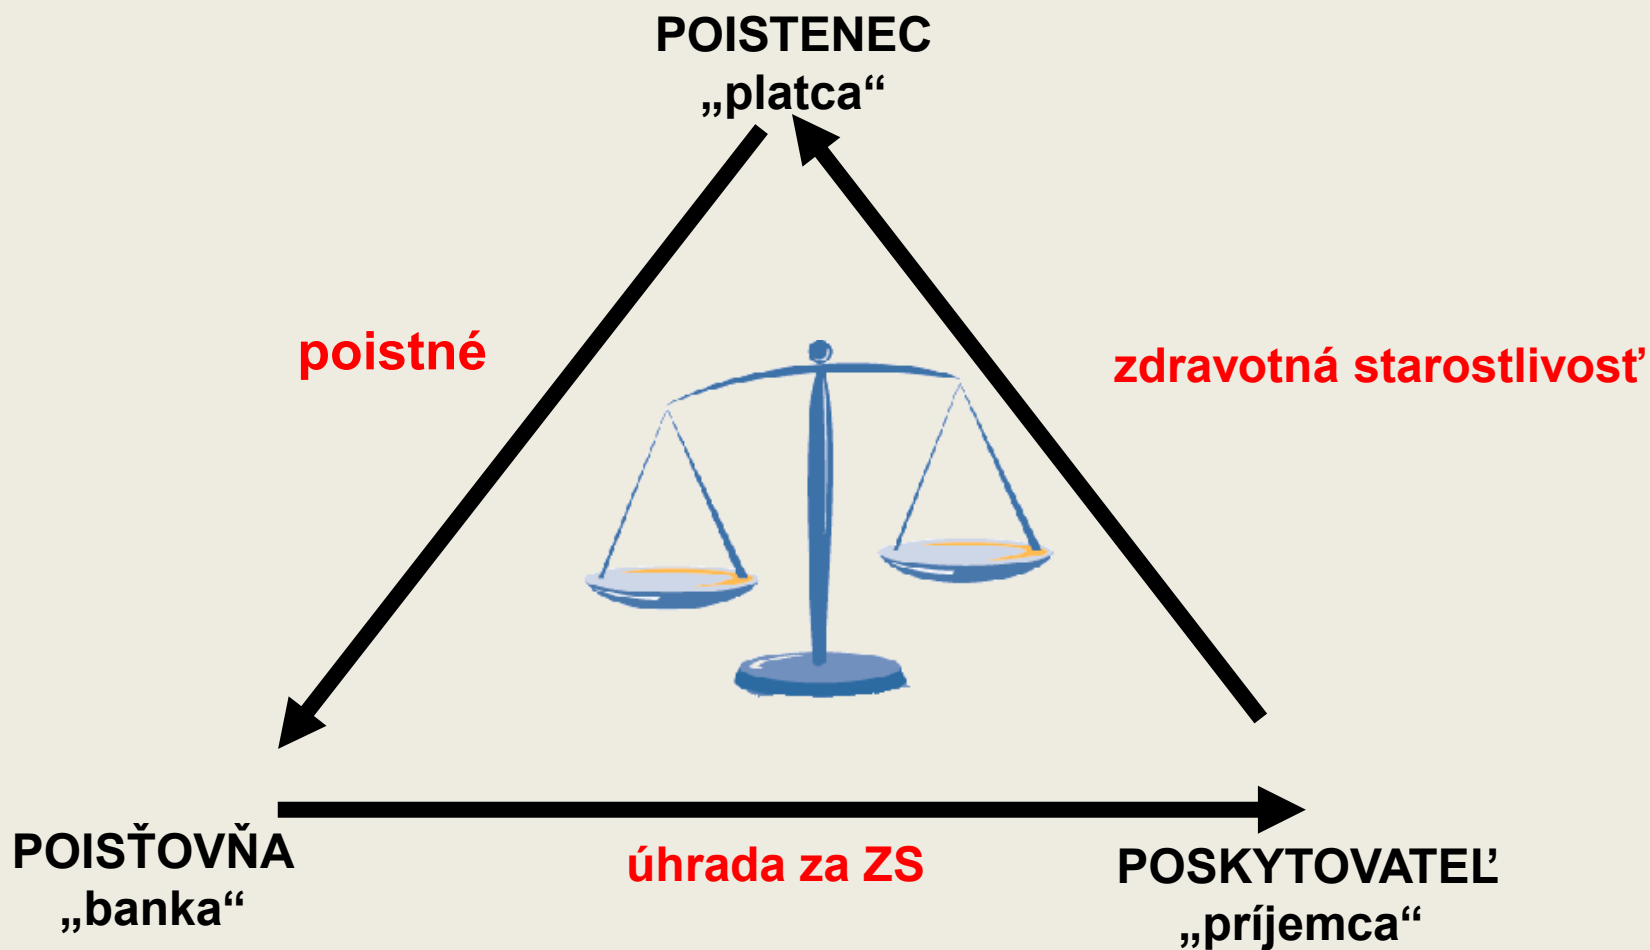 POISTENEC
„platca“
poistné
zdravotná starostlivosť
POISŤOVŇA
„banka“
úhrada za ZS
POSKYTOVATEĽ
„príjemca“